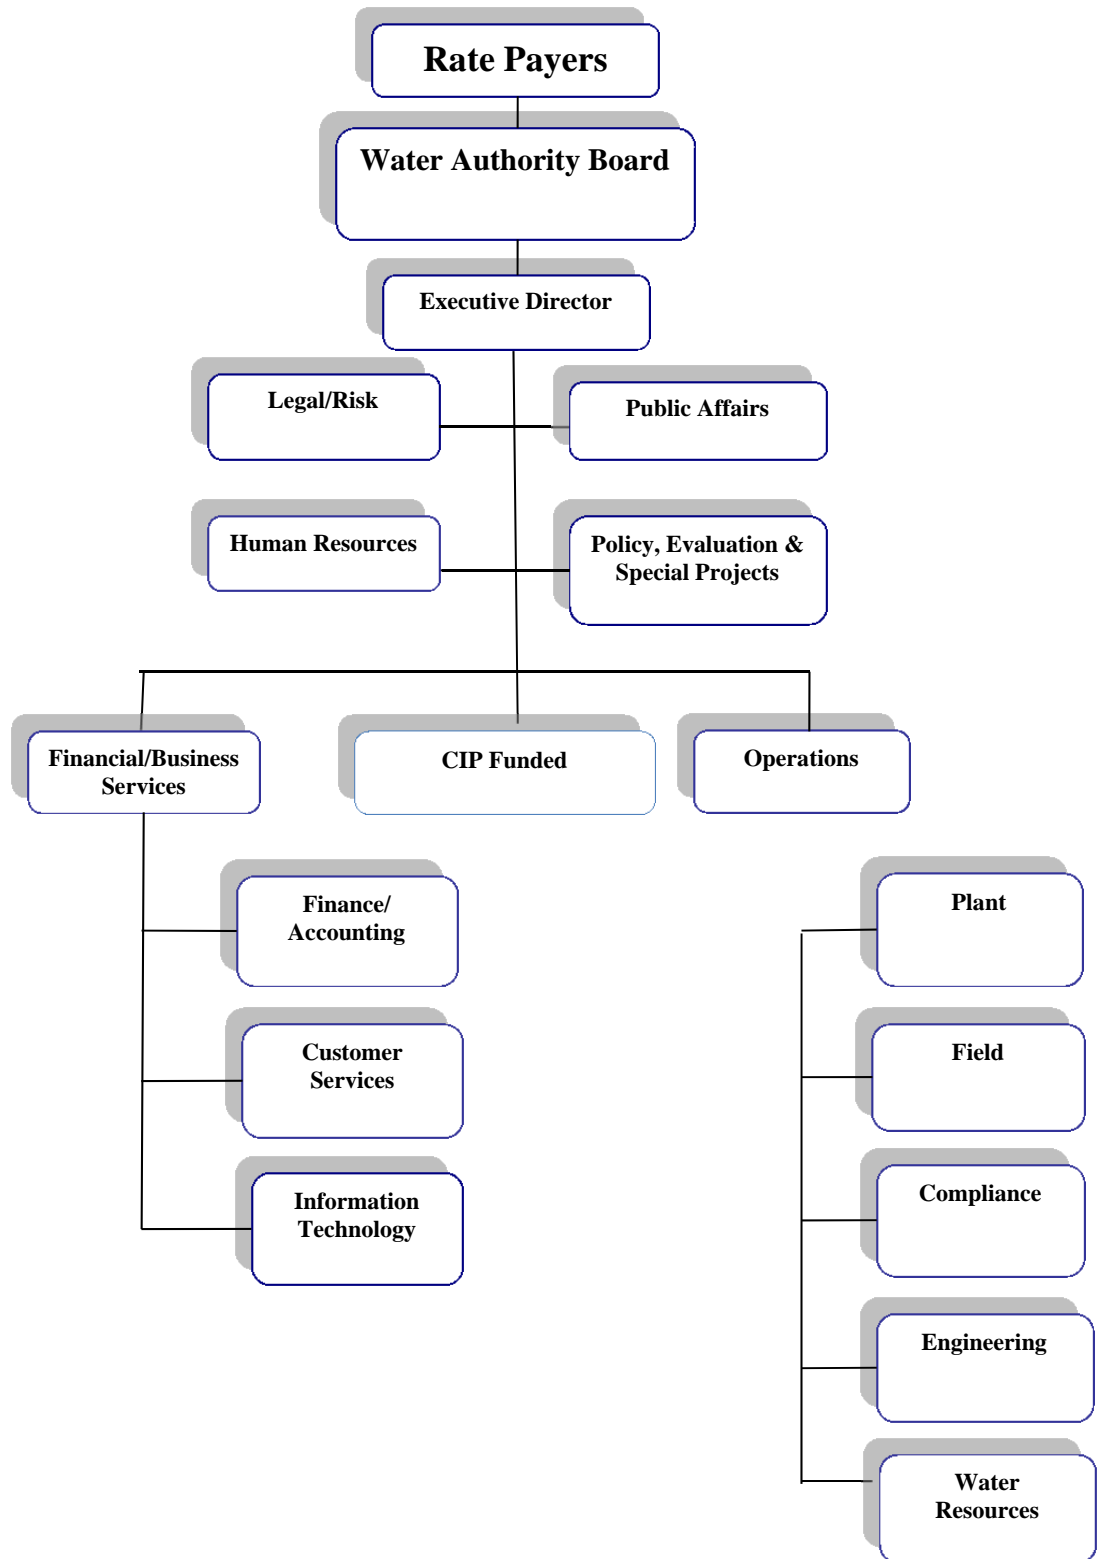 Rate Payers
Water Authority Board
Executive Director
Legal/Risk
Public Affairs
Human Resources
Policy, Evaluation &
Special Projects
Financial/Business
Services
CIP Funded
Operations
Finance/
Accounting
Customer
Services
Information
Technology
Plant
Field
Compliance
Engineering
Water
Resources